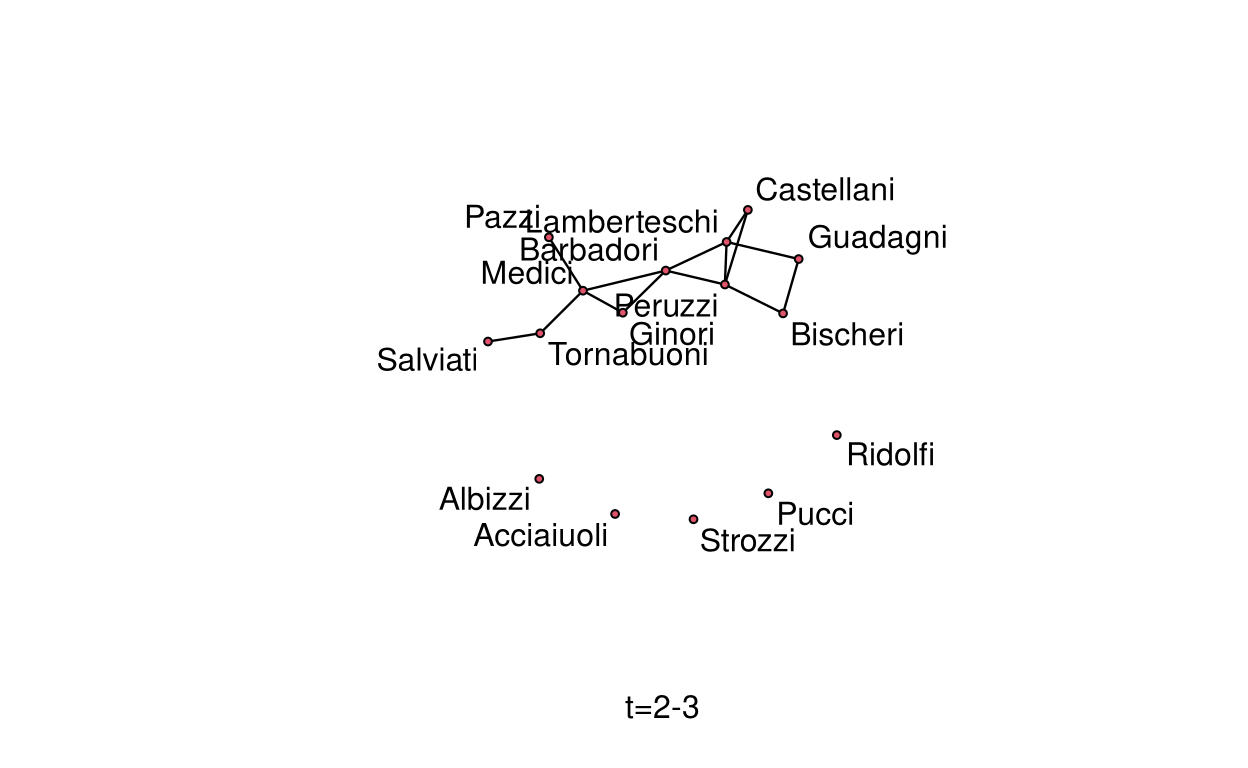 Castellani
Pazzi
Lamberteschi
Guadagni
Barbadori
Medici
Peruzzi
Ginori
Bischeri
Tornabuoni
Salviati
Ridolfi
Albizzi
Pucci
Acciaiuoli
Strozzi
t=2-3